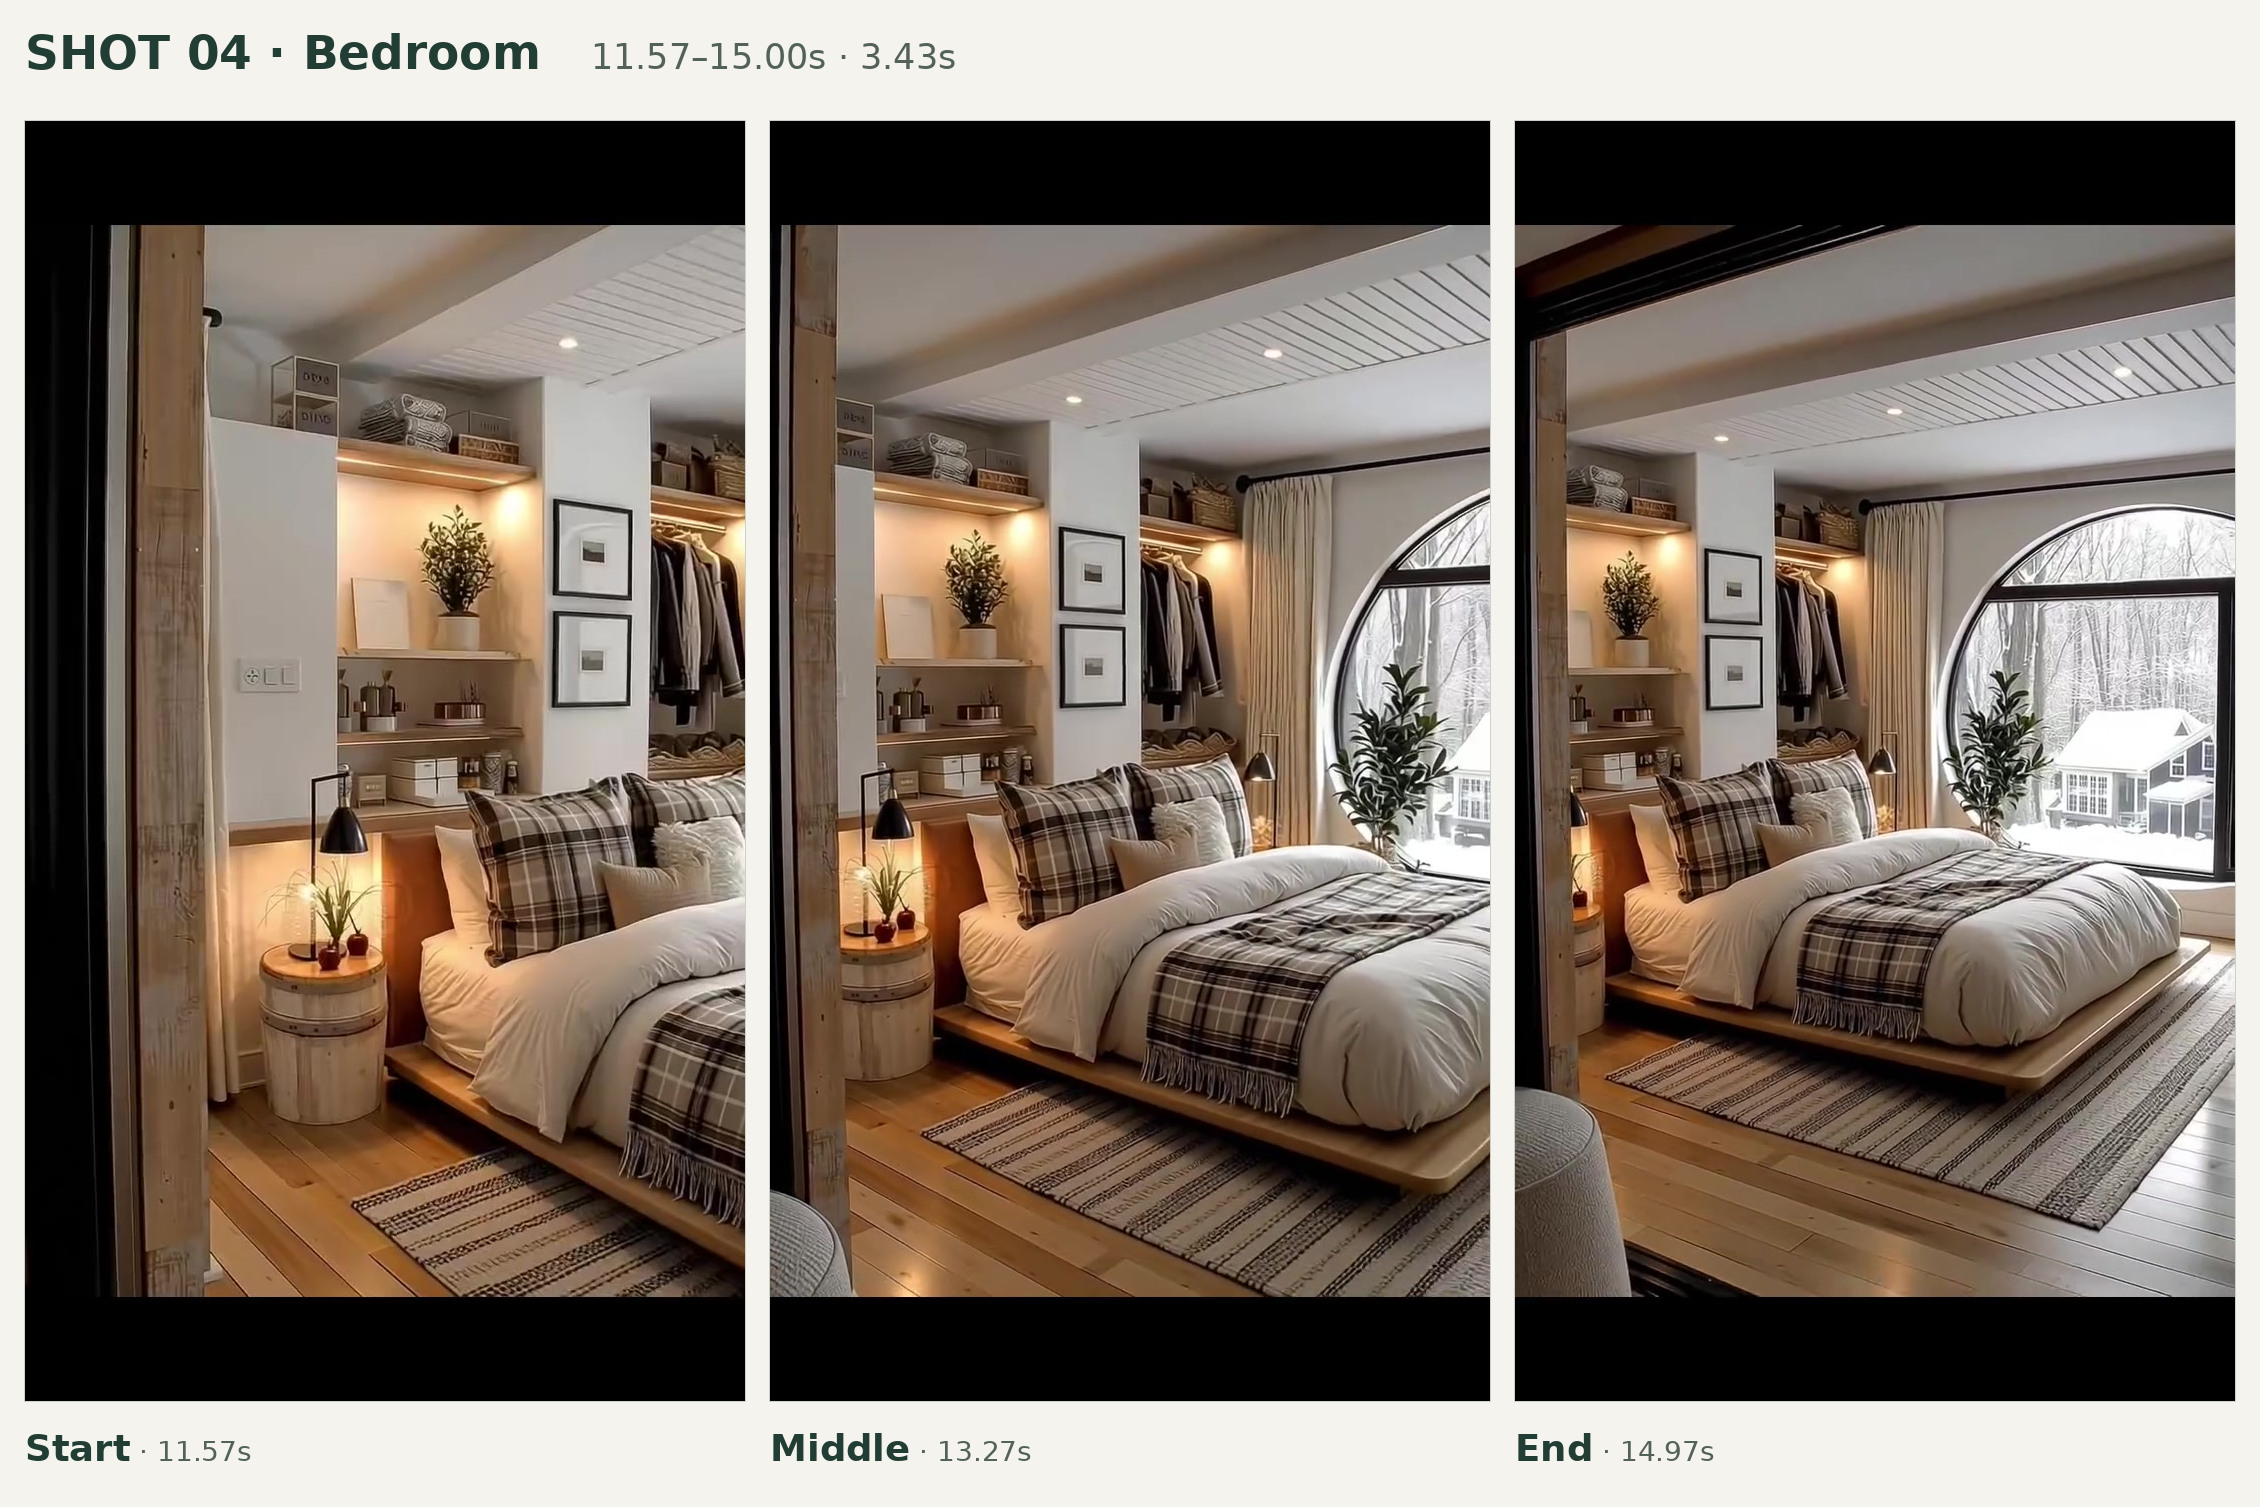 SHOT 04 · Bedroom 11.57–15.00s · 3.43s
Start · 11.57s
Middle · 13.27s
End · 14.97s